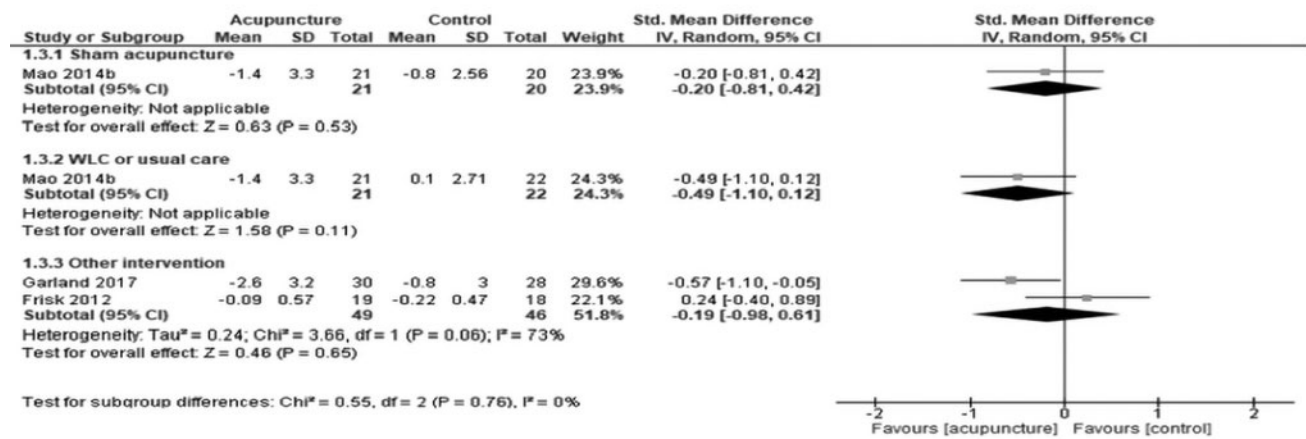 Acupuncture Control Std. Mean Difference Std. Mean Difference
Study or Subgroup Mean SD Total Mean SD Total Weight IV, Random, 95% CI IV, Random, 95% CI
1.3.1 Sham acupuncture
Mao 2014b -1.4 3.3 21 -0.8 2.56 20 23.9% -0.20 [-0.81, 0.42]
Subtotal (95% CI) 21 20 23.9% -0.20 [-0.81, 0.42]
Heterogeneity: Not applicable
Test for overall effect: Z = 0.63 (P = 0.53)
1.3.2 WLC or usual care
Mao 2014b -1.4 3.3 21 0.1 2.71 22 24.3% -0.49 [-1.10, 0.12]
Subtotal (95% CI) 21 22 24.3% -0.49 [-1.10, 0.12]
Heterogeneity: Not applicable
Test for overall effect: Z = 1.58 (P = 0.11)
1.3.3 Other intervention
Garland 2017 -2.6 3.2 30 -0.8 3 28 29.6% -0.57 [-1.10, -0.05]
Frisk 2012 -0.09 0.57 19 -0.22 0.47 18 22.1% 0.24 [-0.40, 0.89]
Subtotal (95% CI) 49 46 51.8% -0.19 [-0.98, 0.61]
Heterogeneity: Tau² = 0.24; Chi² = 3.66, df = 1 (P = 0.06); I² = 73%
Test for overall effect: Z = 0.46 (P = 0.65)
Test for subgroup differences: Chi² = 0.55, df = 2 (P = 0.76), I² = 0%
-2 -1 0 1 2
Favours [acupuncture] Favours [control]